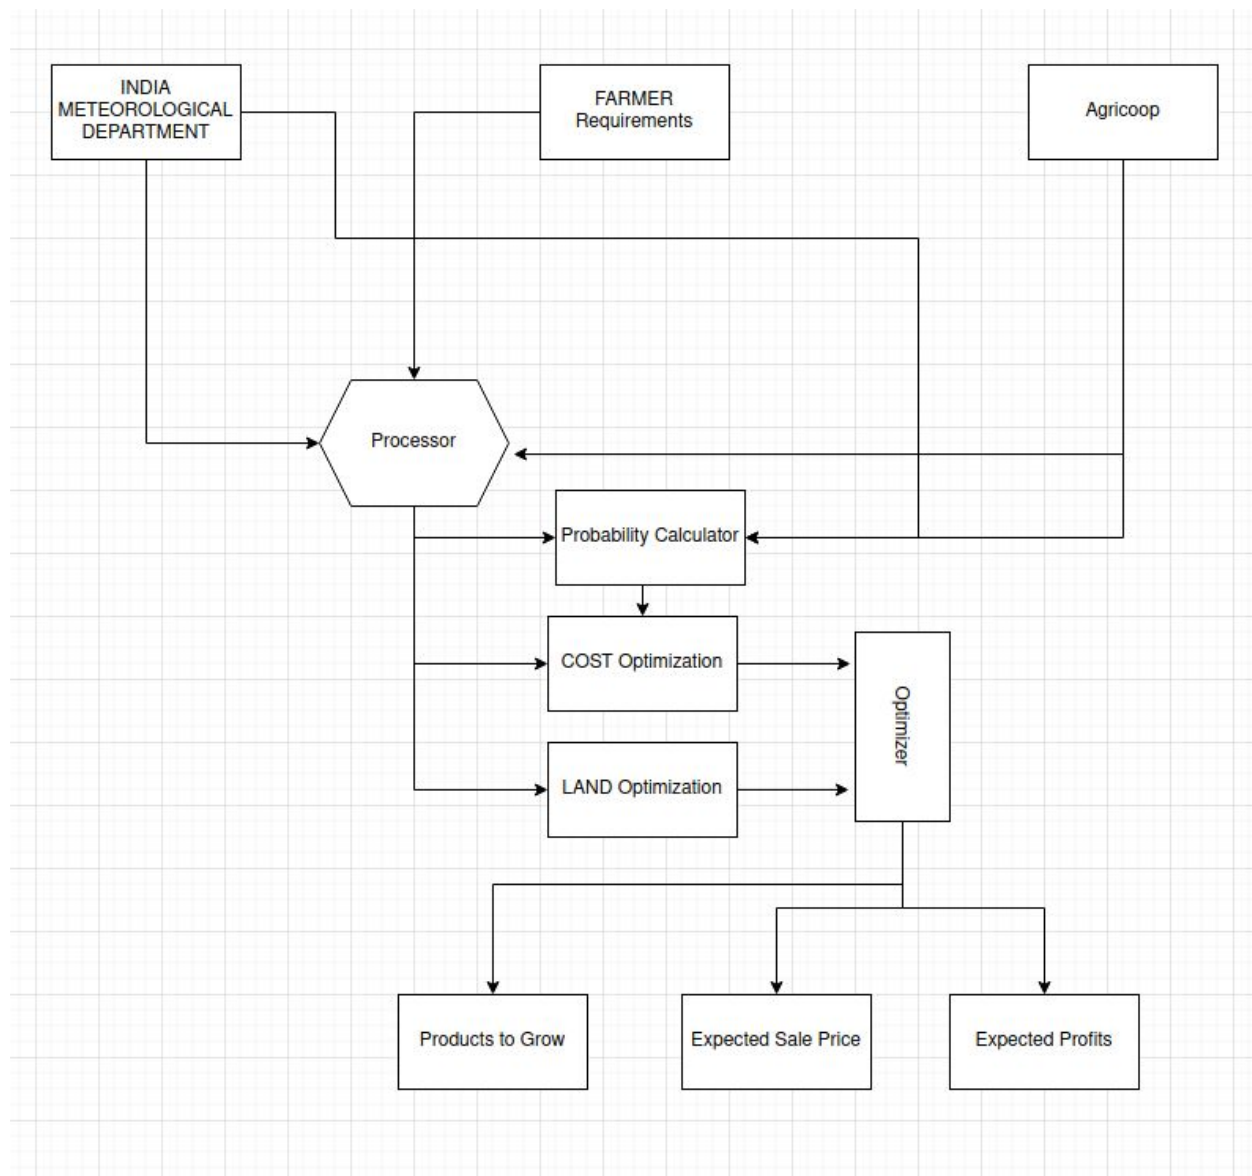 INDIA
METEOROLOGICAL
DEPARTMENT
FARMER
Requirements
Agricoop
Processor
Probability Calculator
COST Optimization
Optimizer
LAND Optimization
Products to Grow
Expected Sale Price
Expected Profits